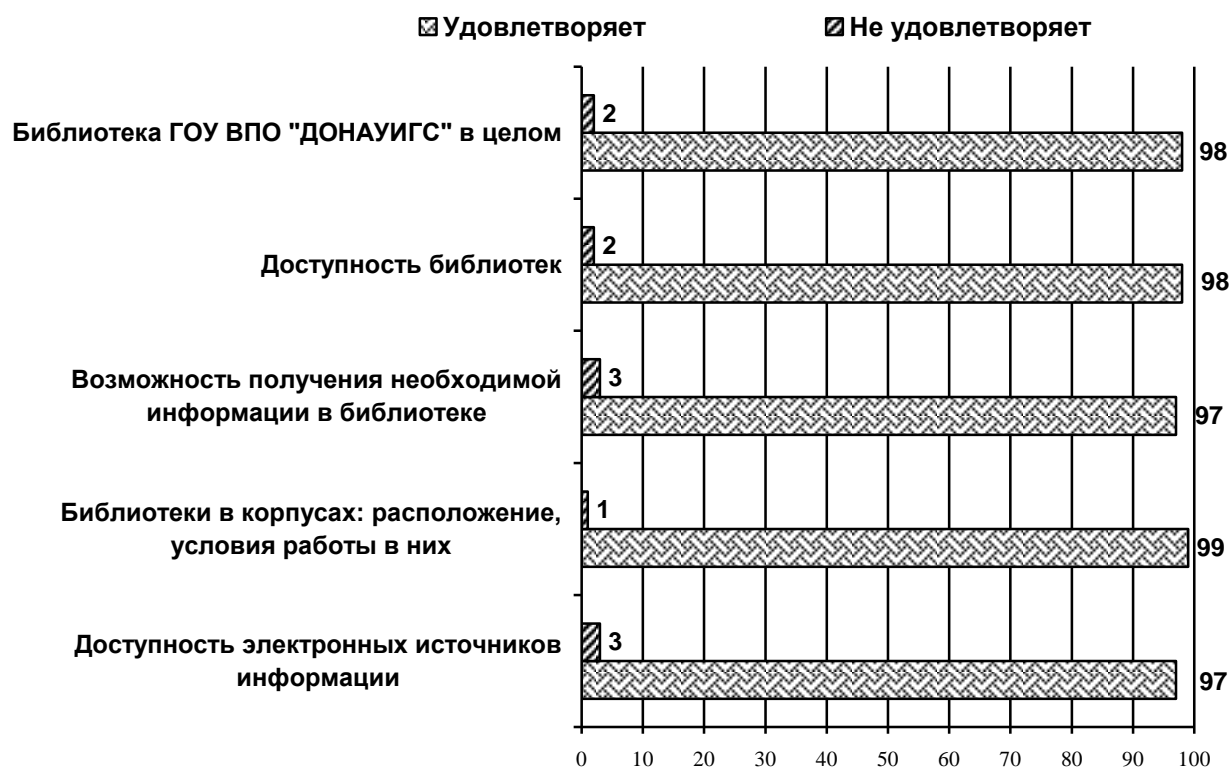 Удовлетворяет Не удовлетворяет
Библиотека ГОУ ВПО "ДОНАУИГС" в целом
2
98
Доступность библиотек
2
98
Возможность получения необходимой
информации в библиотеке
3
97
Библиотеки в корпусах: расположение,
условия работы в них
1
99
Доступность электронных источников
информации
3
97
0 10 20 30 40 50 60 70 80 90 100